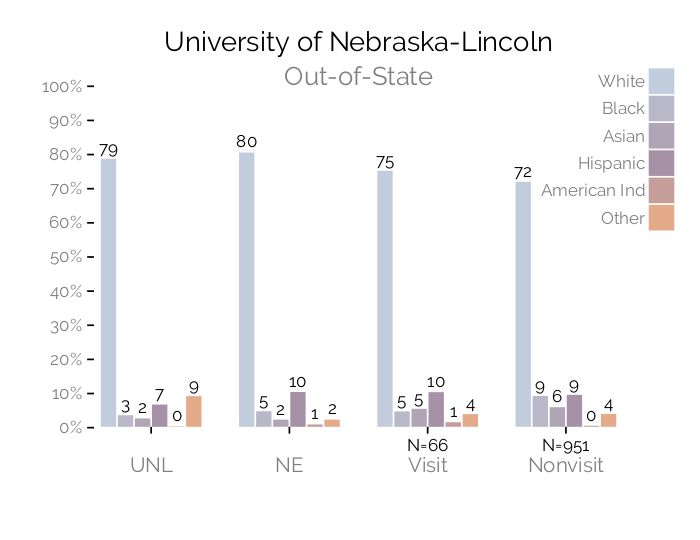 University of Nebraska-Lincoln
Out-of-State
White
Black
Asian
Hispanic
American Ind
Other
100%
90%
80%
70%
60%
50%
40%
30%
20%
10%
0%
79
3
2
7
0
9
80
5
2
10
1
2
75
5
5
10
1
4
72
9
6
9
0
4
N=66
N=951
UNL
NE
Visit
Nonvisit